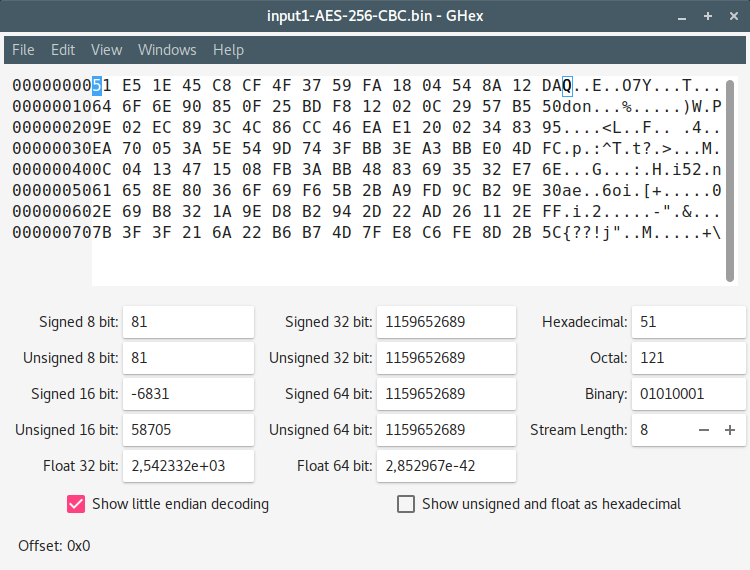 input1-AES-256-CBC.bin - GHex
File Edit View Windows Help
00000000 51 E5 1E 45 C8 CF 4F 37 59 FA 18 04 54 8A 12 DA Q..E..O7Y...T...
00000010 64 6F 6E 90 85 0F 25 BD F8 12 02 0C 29 57 B5 50 don...%.....)W.P
00000020 9E 02 EC 89 3C 4C 86 CC 46 EA E1 20 02 34 83 95 ....<L..F.. .4..
00000030 EA 70 05 3A 5E 54 9D 74 3F BB 3E A3 BB E0 4D FC .p.:^T.t?.>...M.
00000040 0C 04 13 47 15 08 FB 3A BB 48 83 69 35 32 E7 6E ...G...:.H.i52.n
00000050 61 65 8E 80 36 6F 69 F6 5B 2B A9 FD 9C B2 9E 30 ae..6oi.[+.....0
00000060 2E 69 B8 32 1A 9E D8 B2 94 2D 22 AD 26 11 2E FF .i.2.....-".&...
00000070 7B 3F 3F 21 6A 22 B6 B7 4D 7F E8 C6 FE 8D 2B 5C {??!j"..M.....+\
Signed 8 bit: 81 Signed 32 bit: 1159652689 Hexadecimal: 51
Unsigned 8 bit: 81 Unsigned 32 bit: 1159652689 Octal: 121
Signed 16 bit: -6831 Signed 64 bit: 1159652689 Binary: 01010001
Unsigned 16 bit: 58705 Unsigned 64 bit: 1159652689 Stream Length: 8 − +
Float 32 bit: 2,542332e+03 Float 64 bit: 2,852967e-42
Show little endian decoding Show unsigned and float as hexadecimal
Offset: 0x0